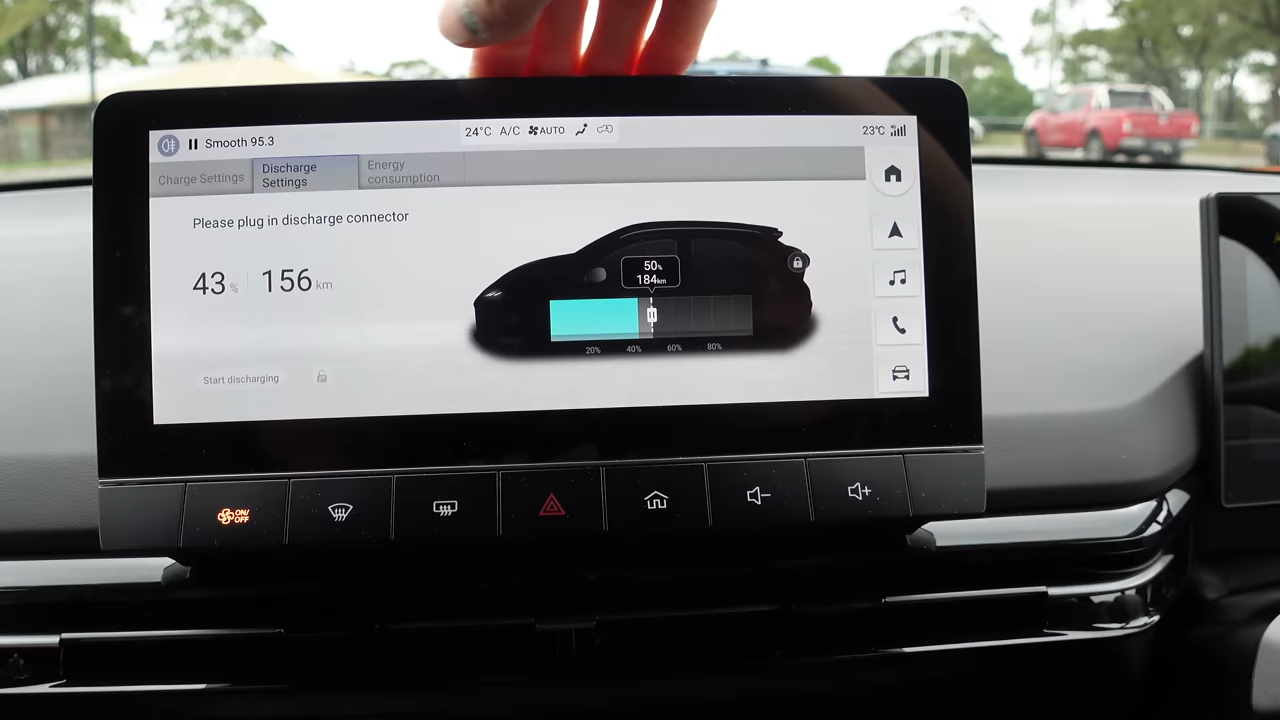 Smooth 95.3
24°C A/C AUTO
23°C
Charge Settings
Discharge
Settings
Energy
consumption
Please plug in discharge connector
43 % 156 km
50%
184km
20% 40% 60% 80%
Start discharging
ON/
OFF